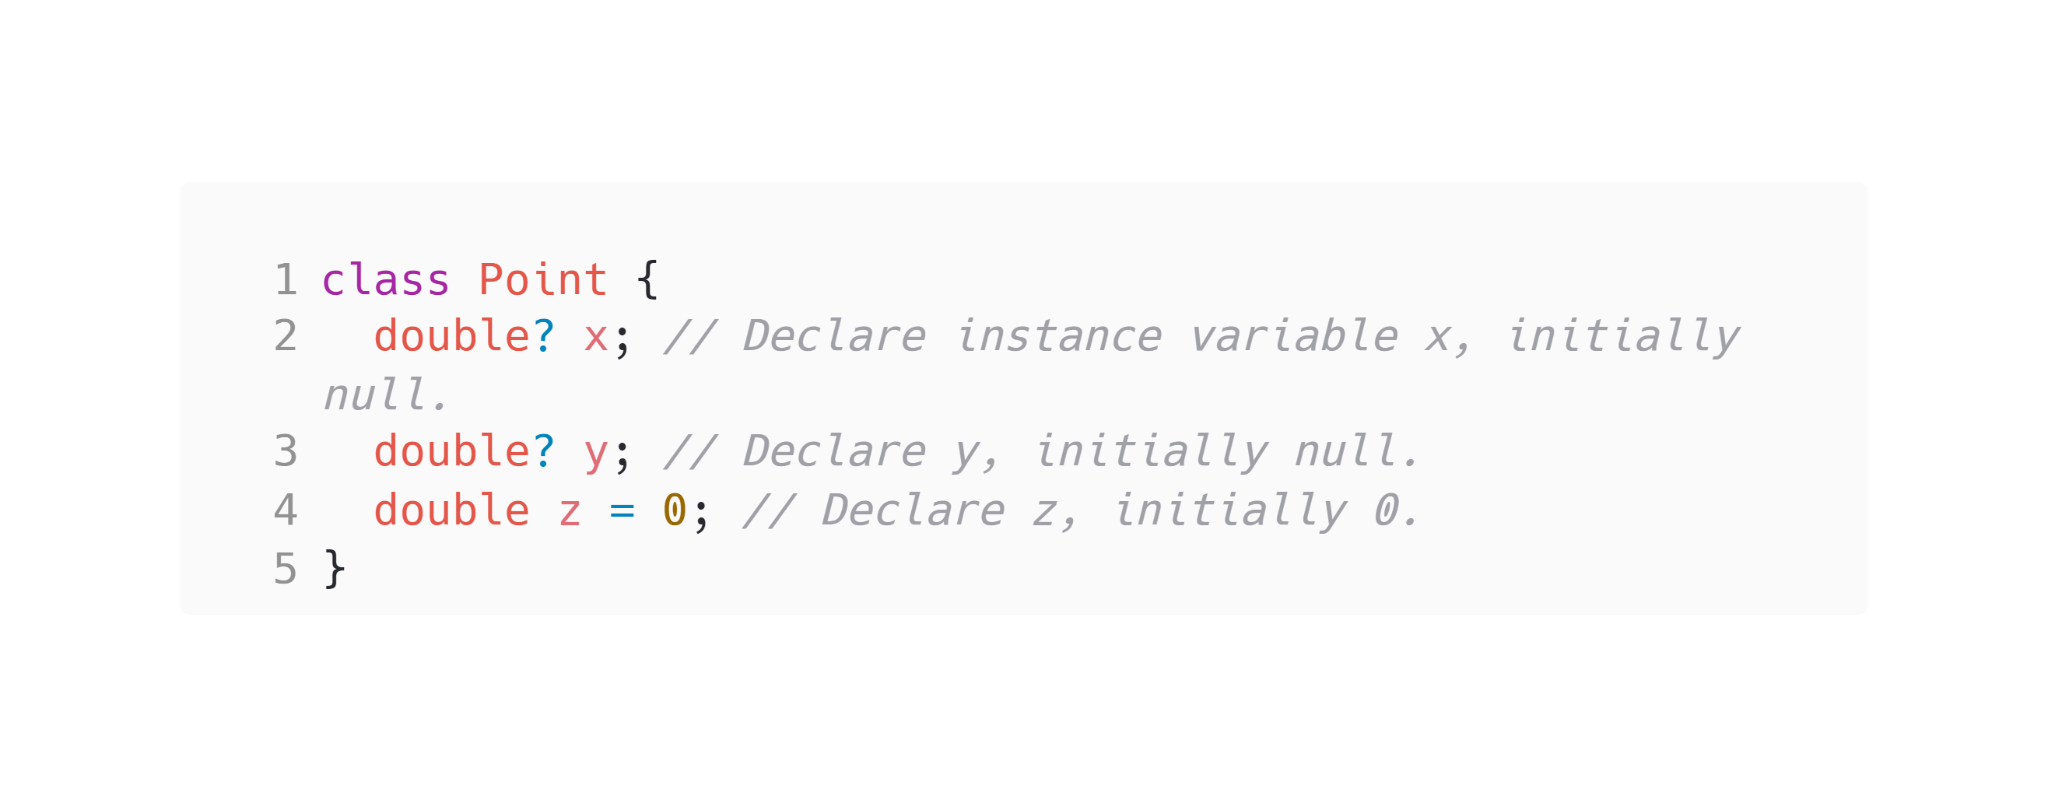 1 class Point {
2   double? x; // Declare instance variable x, initially
null.
3   double? y; // Declare y, initially null.
4   double z = 0; // Declare z, initially 0.
5 }